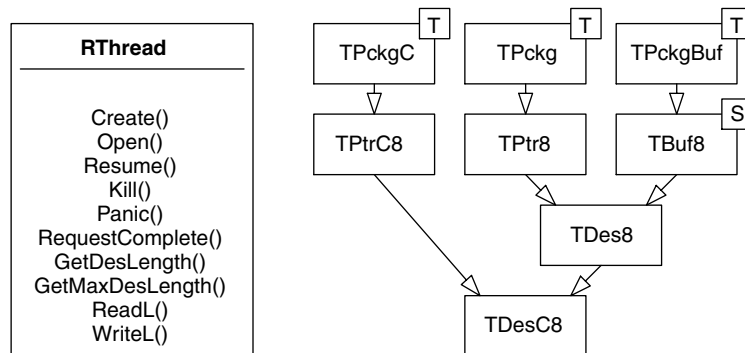 RThread
Create()
Open()
Resume()
Kill()
Panic()
RequestComplete()
GetDesLength()
GetMaxDesLength()
ReadL()
WriteL()
T
T
T
TPckgC
TPckg
TPckgBuf
S
TPtrC8
TPtr8
TBuf8
TDes8
TDesC8